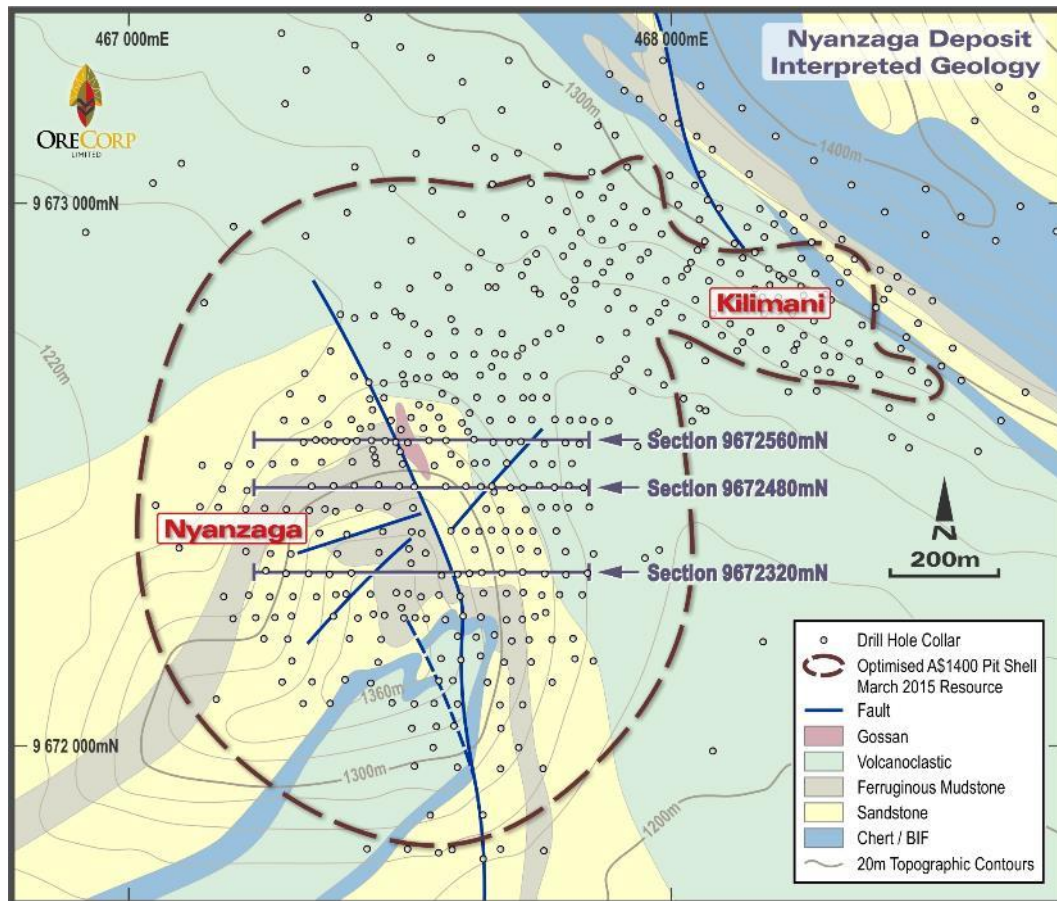 467 000mE
468 000mE
Nyanzaga Deposit
Interpreted Geology
ORECORP
LIMITED
1300m
1400m
9 673 000mN
Kilimani
1220m
Section 9672560mN
Section 9672480mN
Nyanzaga
N
200m
Section 9672320mN
1360m
9 672 000mN
1300m
1200m
Drill Hole Collar
Optimised A$1400 Pit Shell
March 2015 Resource
Fault
Gossan
Volcanoclastic
Ferruginous Mudstone
Sandstone
Chert / BIF
20m Topographic Contours